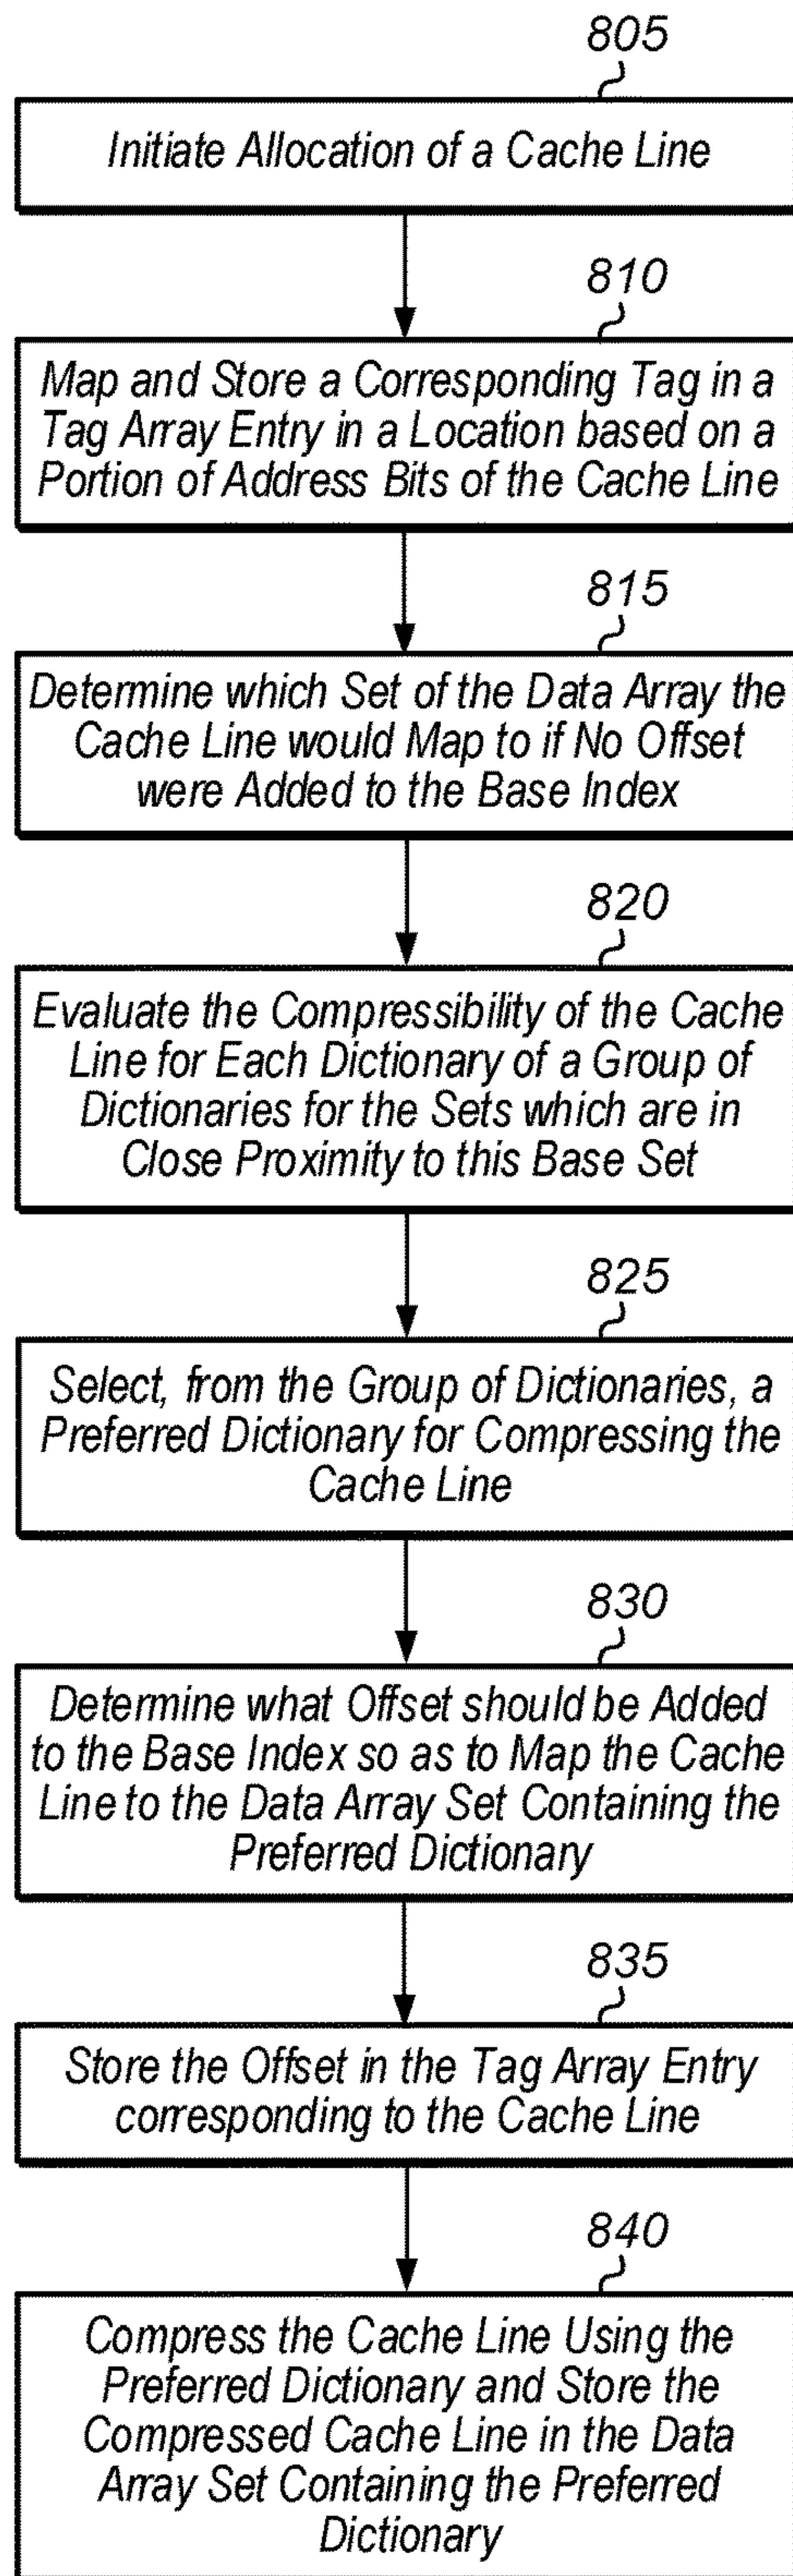 805
Initiate Allocation of a Cache Line
810
Map and Store a Corresponding Tag in a
Tag Array Entry in a Location based on a
Portion of Address Bits of the Cache Line
815
Determine which Set of the Data Array the
Cache Line would Map to if No Offset
were Added to the Base Index
820
Evaluate the Compressibility of the Cache
Line for Each Dictionary of a Group of
Dictionaries for the Sets which are in
Close Proximity to this Base Set
825
Select, from the Group of Dictionaries, a
Preferred Dictionary for Compressing the
Cache Line
830
Determine what Offset should be Added
to the Base Index so as to Map the Cache
Line to the Data Array Set Containing the
Preferred Dictionary
835
Store the Offset in the Tag Array Entry
corresponding to the Cache Line
840
Compress the Cache Line Using the
Preferred Dictionary and Store the
Compressed Cache Line in the Data
Array Set Containing the Preferred
Dictionary